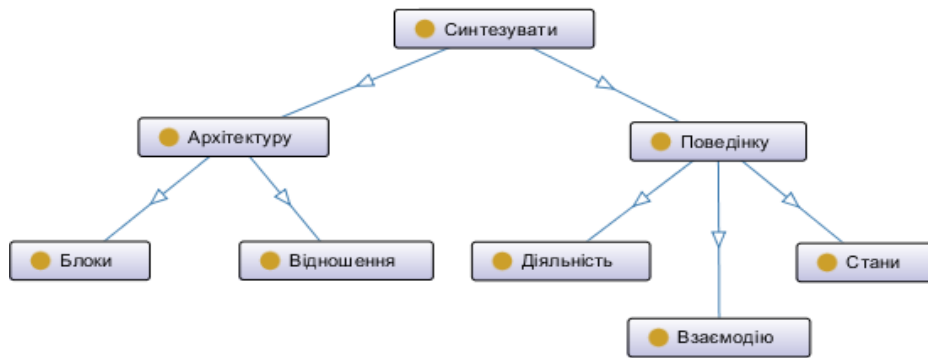 Синтезувати
Архітектуру
Поведінку
Блоки
Відношення
Діяльність
Стани
Взаємодію